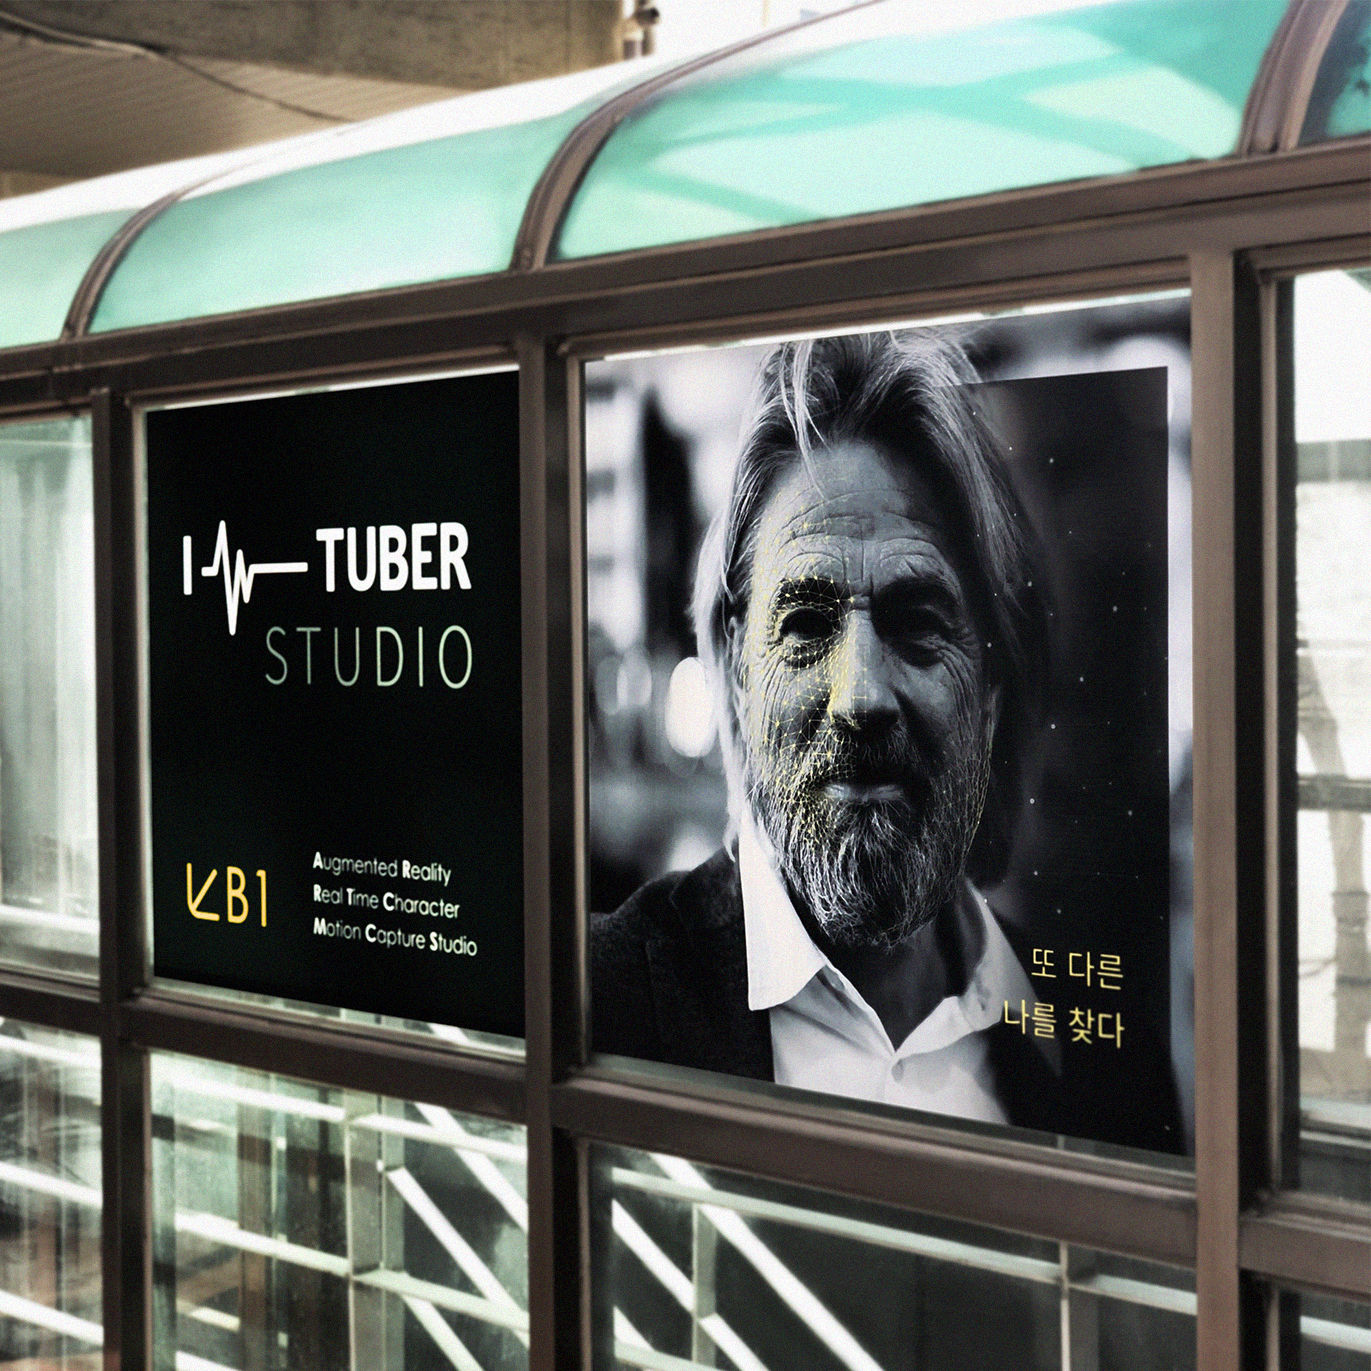 I TUBER
STUDIO
B1
Augmented Reality
Real Time Character
Motion Capture Studio
또 다른
나를 찾다